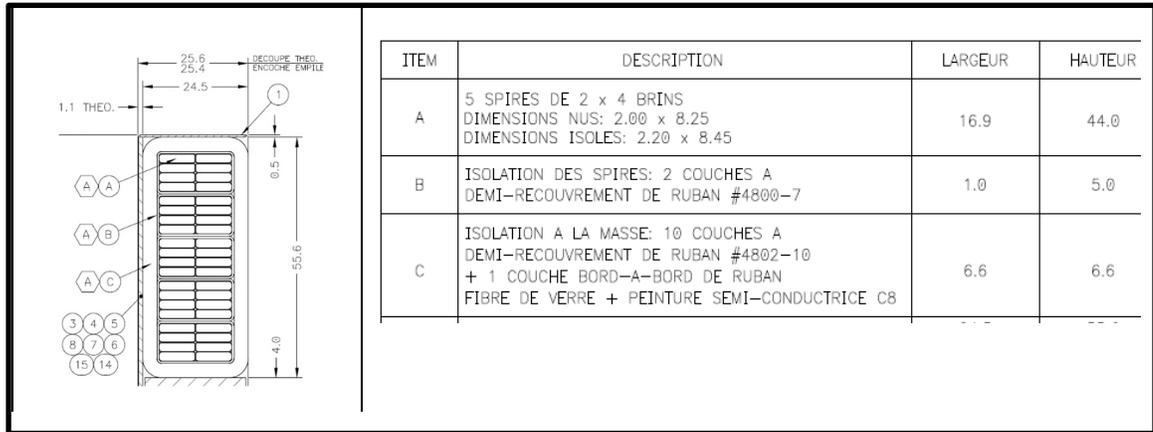 25.6
25.4
DECOUPE THEO.
ENCOCHE EMPILE
24.5
1.1 THEO.
1
0.5
A A
A B
A C
55.6
3 4 5
8 7 6
15 14
4.0
ITEM DESCRIPTION LARGEUR HAUTEUR
A
5 SPIRES DE 2 x 4 BRINS
DIMENSIONS NUS: 2.00 x 8.25
DIMENSIONS ISOLES: 2.20 x 8.45
16.9 44.0
B
ISOLATION DES SPIRES: 2 COUCHES A
DEMI-RECOUVREMENT DE RUBAN #4800-7
1.0 5.0
C
ISOLATION A LA MASSE: 10 COUCHES A
DEMI-RECOUVREMENT DE RUBAN #4802-10
+ 1 COUCHE BORD-A-BORD DE RUBAN
FIBRE DE VERRE + PEINTURE SEMI-CONDUCTRICE C8
6.6 6.6